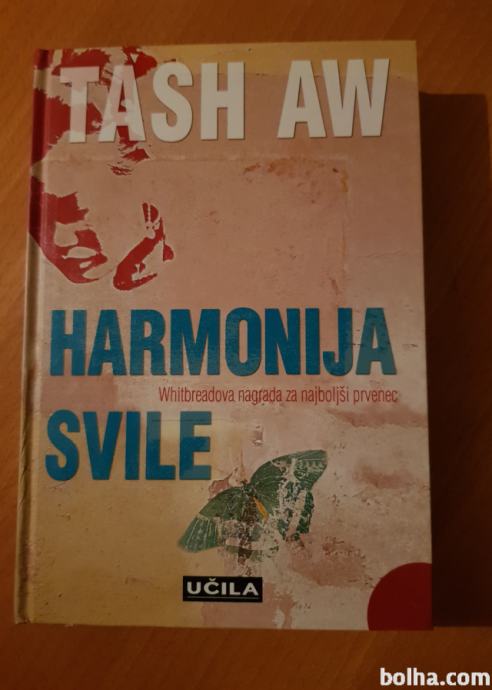 TASH AW
HARMONIJA
Whitbreadova nagrada za najboljši prvenec
SVILE
UČILA
bolha.com